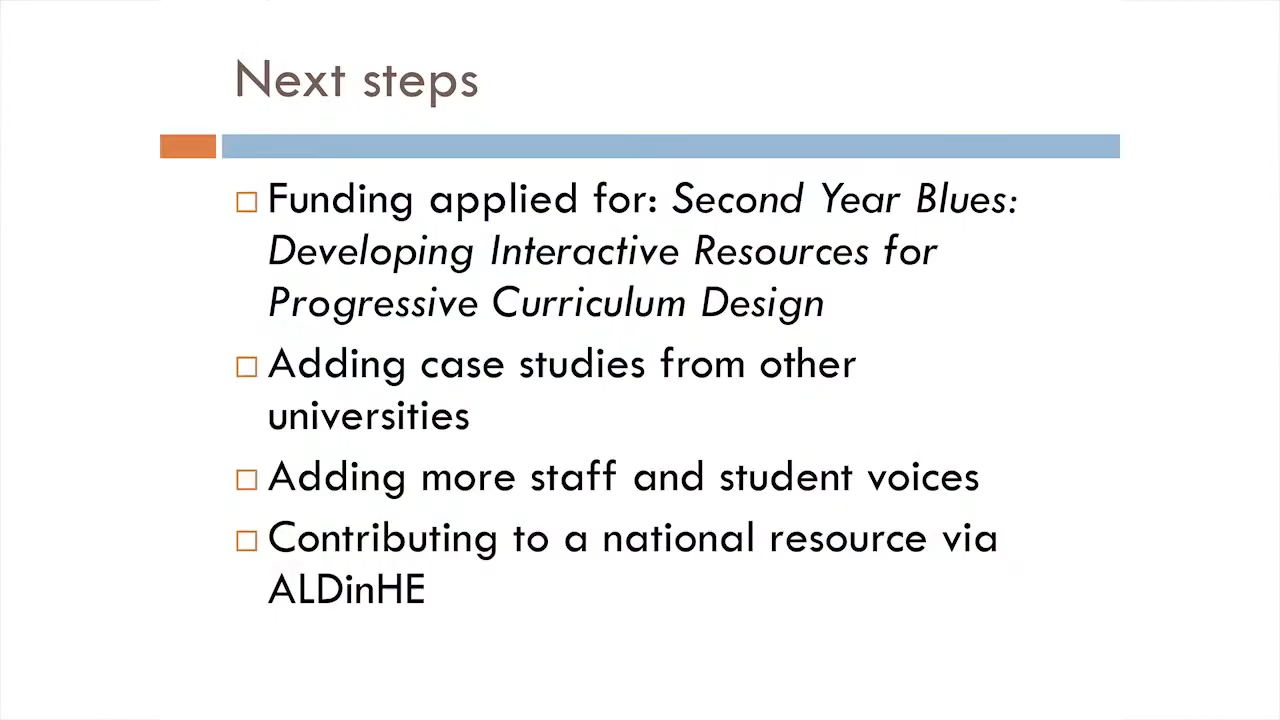 Next steps
Funding applied for: Second Year Blues:
Developing Interactive Resources for
Progressive Curriculum Design
Adding case studies from other
universities
Adding more staff and student voices
Contributing to a national resource via
ALDinHE